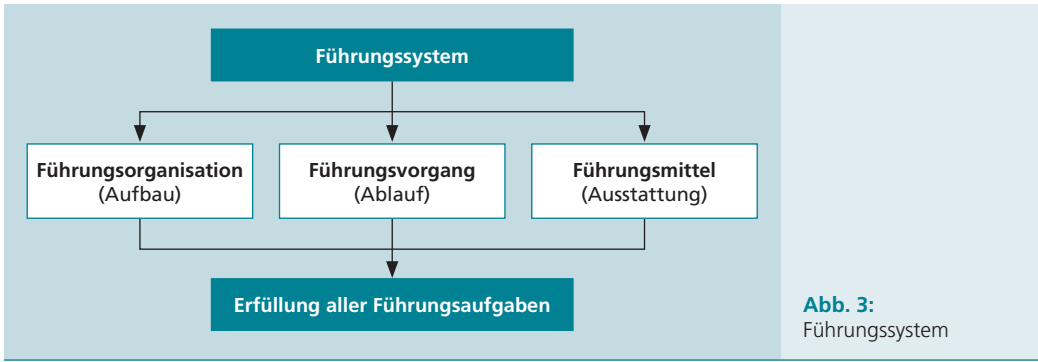 Führungssystem
Führungsorganisation
(Aufbau)
Führungsvorgang
(Ablauf)
Führungsmittel
(Ausstattung)
Erfüllung aller Führungsaufgaben
Abb. 3:
Führungssystem